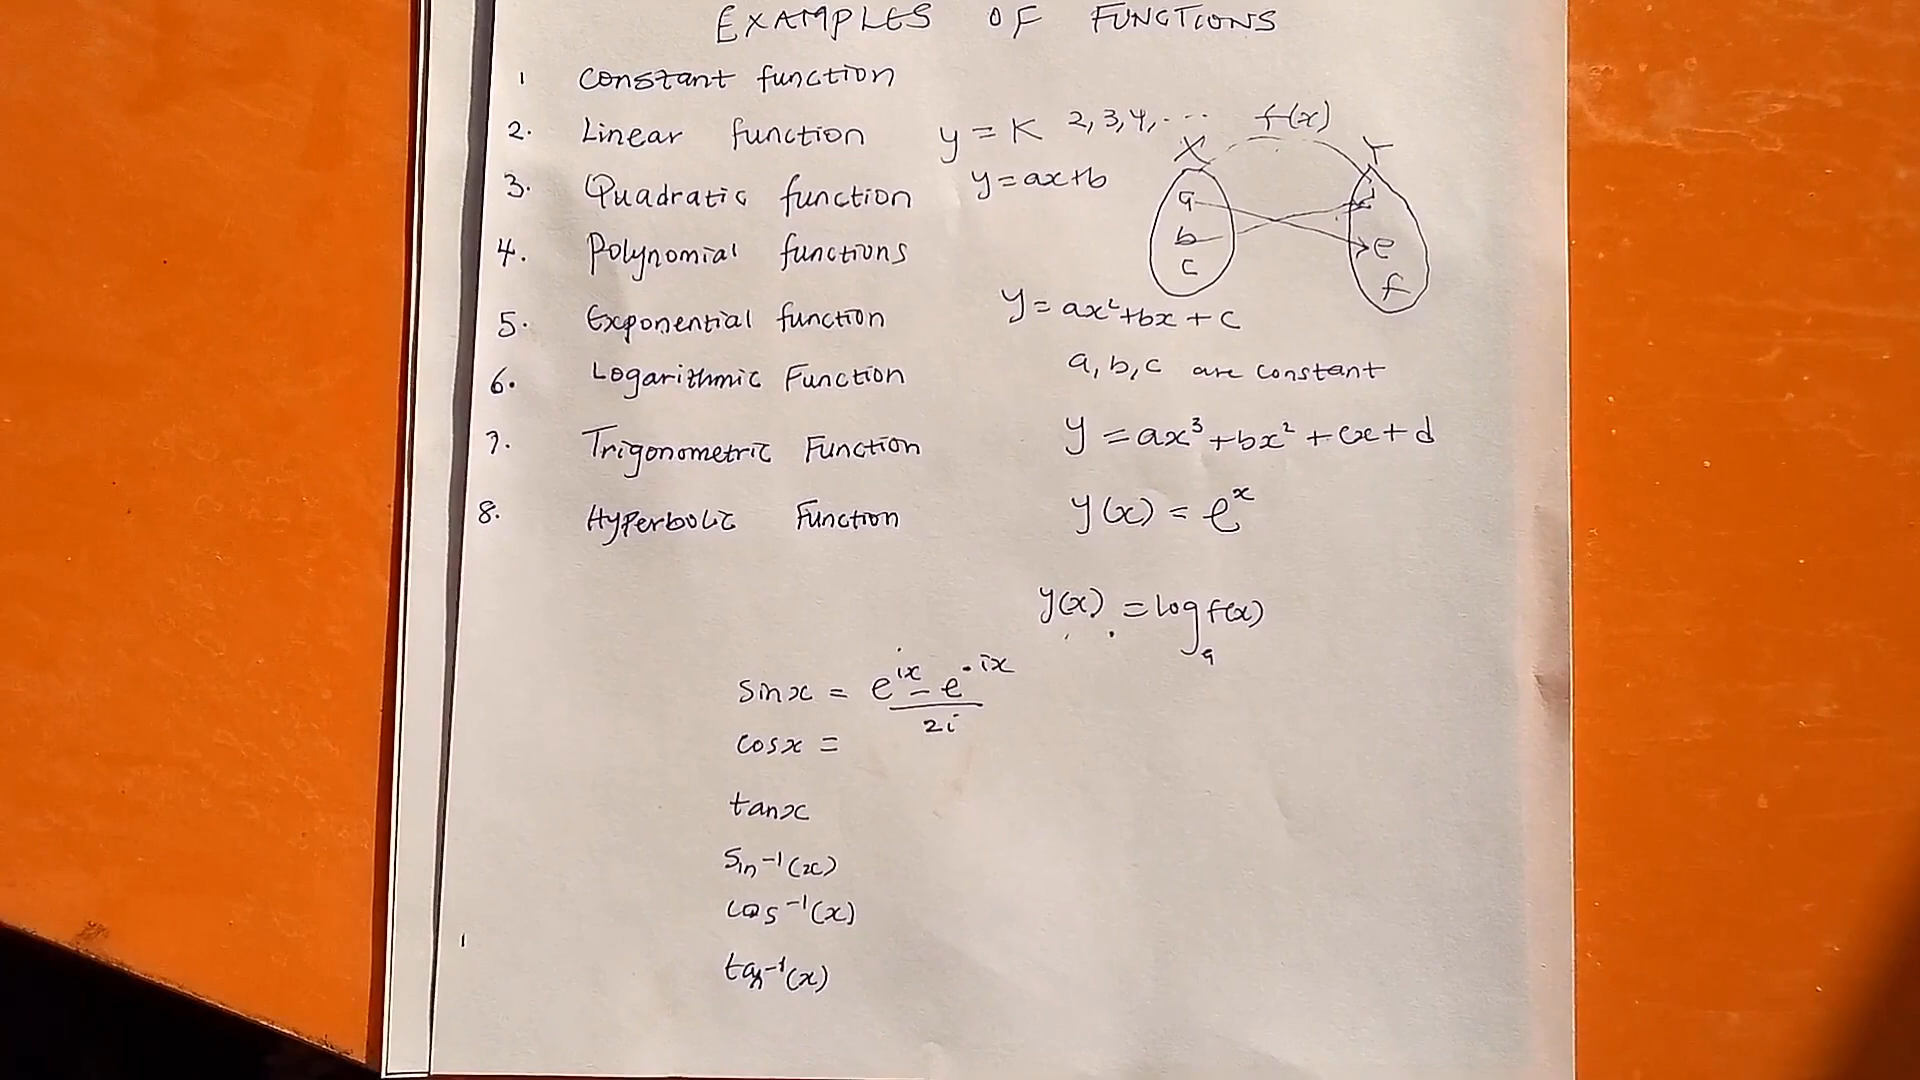 EXAMPLES OF FUNCTIONS
1 Constant function
2. Linear function
y = K 2,3,4,... f(x)
3. Quadratic function
y = ax+b
X Y
a
b e
c f
4. Polynomial functions
5. Exponential function
y = ax²+bx + c
6. Logarithmic Function
a, b, c are constant
7. Trigonometric Function
y = ax³+bx² + cx + d
8. Hyperbolic Function
y(x) = e^x
y(x) = log_a f(x)
sin x = e^ix - e^-ix / 2i
cos x =
tan x
Sin⁻¹(x)
cos⁻¹(x)
tan⁻¹(x)